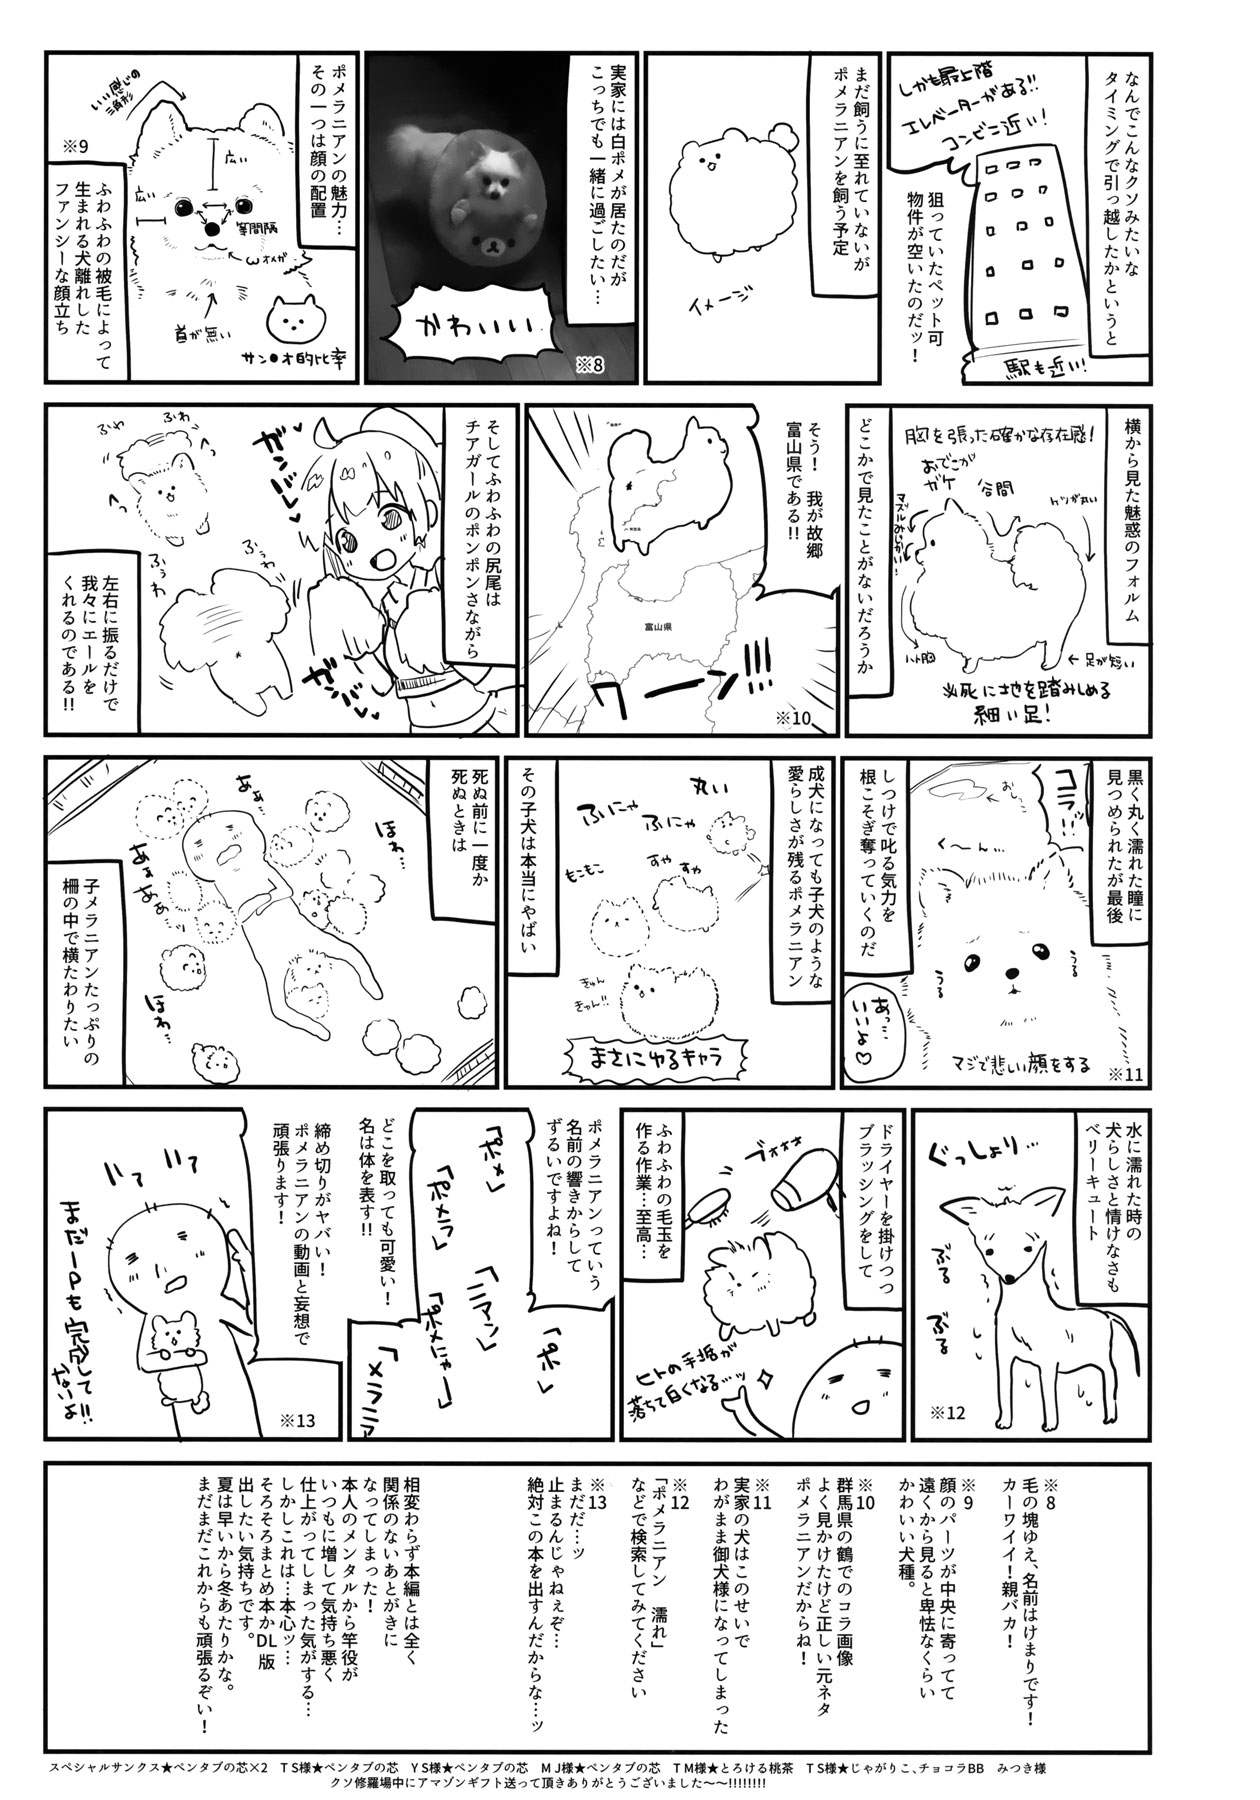 なんでこんなクソみたいな
タイミングで引っ越したかというと
しかも最上階
エレベーターがある!!
コンビニ近い!
狙っていたペット可
物件が空いたのだッ!
駅も近い!
まだ飼うに至れていないが
ポメラニアンを飼う予定
イメージ
実家には白ポメが居たのだが
こっちでも一緒に過ごしたい…
かわいい
※8
ポメラニアンの魅力…
その一つは顔の配置
いい感じの
三角形
広い
広い
等間隔
ωオメガ
首が無い
サン●オ的比率
※9
ふわふわの被毛によって
生まれる犬離れした
ファンシーな顔立ち
横から見た魅惑のフォルム
胸を張った確かな存在感!
おでこが
ガケ
谷間
ケツが丸い
マズルみじかい!
ハト胸
足が短い
必死に地を踏みしめる
細い足!
どこかで見たことがないだろうか
そう! 我が故郷
富山県である!!
富山県
クーーン!!!
※10
そしてふわふわの尻尾は
チアガールのポンポンさながら
ガンバレ♥
ガンバ♥
ふわ
ふわ
ふぅわ
ふぅわ
左右に振るだけで
我々にエールを
くれるのである!!
黒く丸く濡れた瞳に
見つめられたが最後
コラッ!!
おし
く〜ん…
うる
うる
しつけで叱る気力を
根こそぎ奪っていくのだ
あっ…
いいよ♡
マジで悲しい顔をする
※11
成犬になっても子犬のような
愛らしさが残るポメラニアン
丸い
ふにゃ
ふにゃ
すや
すや
もこもこ
きゅん
きゅん!!
まさにゆるキャラ
その子犬は本当にやばい
死ぬ前に一度か
死ぬときは
あぁ…
ほわ…
あぁぁ
あぁ
ほわ…
子メラニアンたっぷりの
柵の中で横たわりたい
水に濡れた時の
犬らしさと情けなさも
ベリーキュート
ぐっしょり…
ぶる
ぶる
ぶる
※12
ドライヤーを掛けつつ
ブラッシングをして
ブオオオ
ふわふわの毛玉を
作る作業…至高…
ヒトの手垢が
落ちて白くなる…ッ
ポメラニアンっていう
名前の響きからして
ずるいですよね!
「ポメ」
「ポメラ」
「ニアン」
「ポメにゃー」
「ポ」
「メラニア
どこを取っても可愛い!
名は体を表す!!
締め切りがヤバい!
ポメラニアンの動画と妄想で
頑張ります!
まだ一Pも完成して
ないよ!!
※13
※8
毛の塊ゆえ、名前はけまりです!
カーワイイ!親バカ!
※9
顔のパーツが中央に寄ってて
遠くから見ると卑怯なくらい
かわいい犬種。
※10
群馬県の鶴でのコラ画像
よく見かけたけど正しい元ネタ
ポメラニアンだからね!
※11
実家の犬はこのせいで
わがまま御犬様になってしまった
※12
「ポメラニアン 濡れ」
などで検索してみてください
※13
まだだ…ッ
止まるんじゃねぇぞ…
絶対この本を出すんだからな…ッ
相変わらず本編とは全く
関係のないあとがきに
なってしまった!
本人のメンタルから竿役が
いつもに増して気持ち悪く
仕上がってしまった気がする…
しかしこれは…本心ッ…
そろそろまとめ本かDL版
出したい気持ちです。
夏は早いから冬あたりかな。
まだまだこれからも頑張るぞい!
スペシャルサンクス★ペンタブの芯×2 TS様★ペンタブの芯 YS様★ペンタブの芯 MJ様★ペンタブの芯 TM様★とろける桃茶 TS様★じゃがりこ、チョコラBB みつき様
クソ修羅場中にアマゾンギフト送って頂きありがとうございました〜〜!!!!!!!!